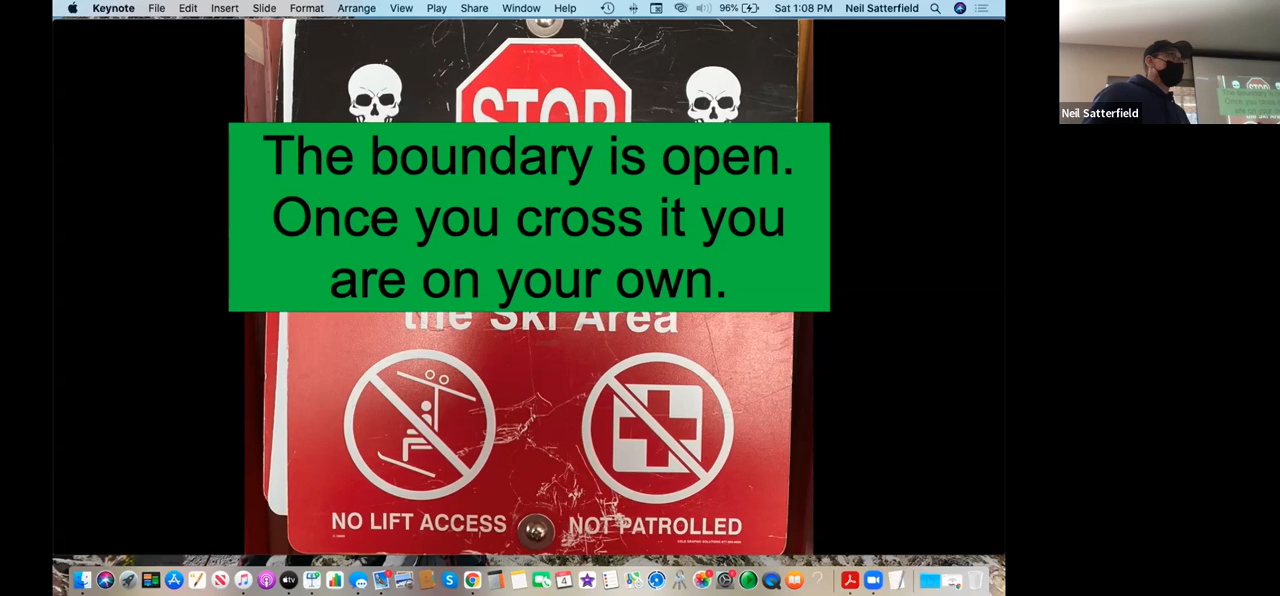 Keynote File Edit Insert Slide Format Arrange View Play Share Window Help 96% Sat 1:08 PM Neil Satterfield
STOP
The boundary is open.
Once you cross it you
are on your own.
the Ski Area
NO LIFT ACCESS NOT PATROLLED
Neil Satterfield